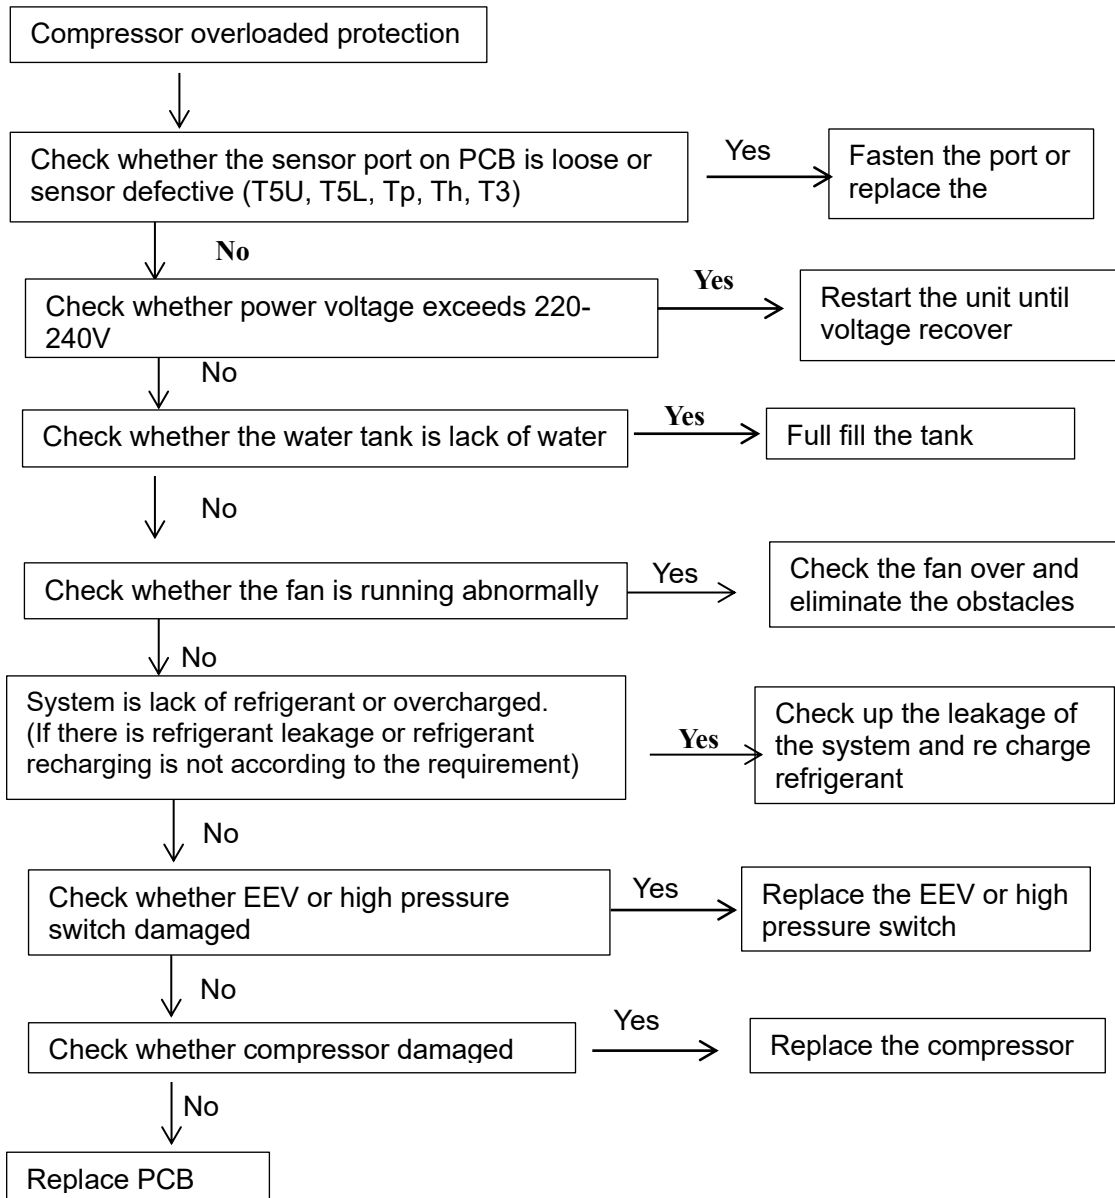 Compressor overloaded protection
Check whether the sensor port on PCB is loose or
sensor defective (T5U, T5L, Tp, Th, T3)
Yes
Fasten the port or
replace the
No
Check whether power voltage exceeds 220-
240V
Yes
Restart the unit until
voltage recover
No
Check whether the water tank is lack of water
Yes
Full fill the tank
No
Check whether the fan is running abnormally
Yes
Check the fan over and
eliminate the obstacles
No
System is lack of refrigerant or overcharged.
(If there is refrigerant leakage or refrigerant
recharging is not according to the requirement)
Yes
Check up the leakage of
the system and re charge
refrigerant
No
Check whether EEV or high pressure
switch damaged
Yes
Replace the EEV or high
pressure switch
No
Check whether compressor damaged
Yes
Replace the compressor
No
Replace PCB